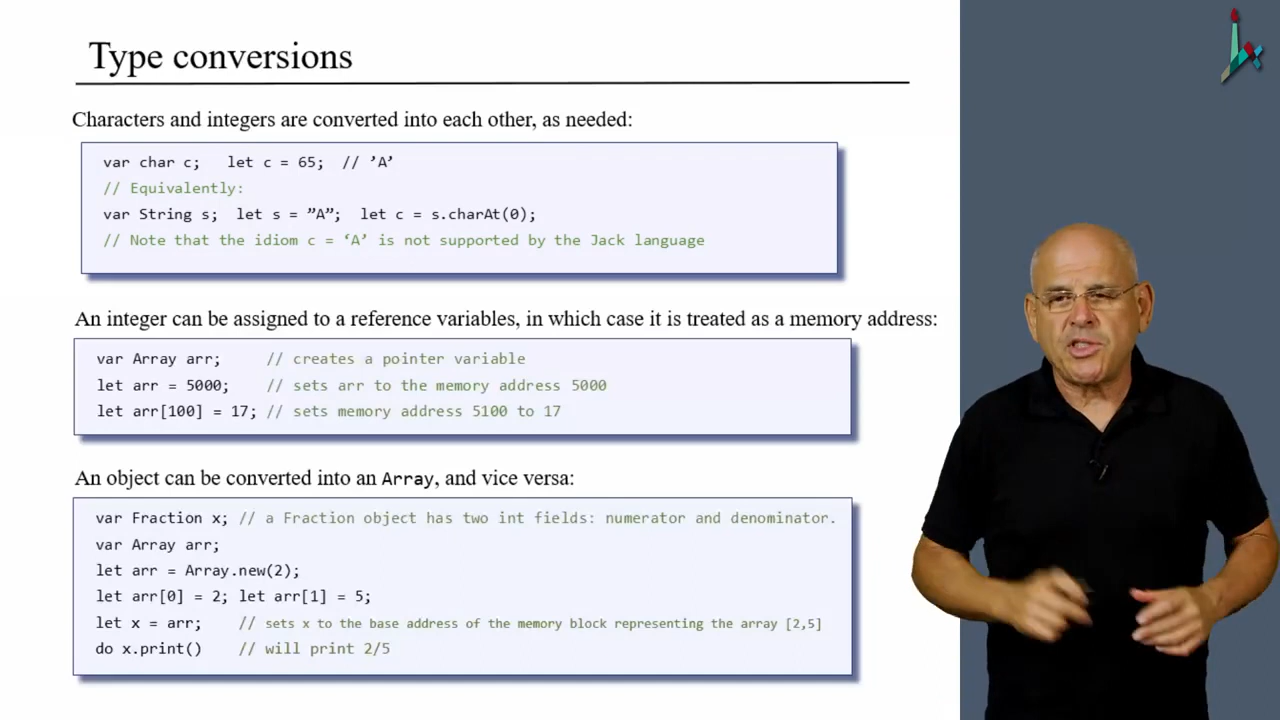 Type conversions
Characters and integers are converted into each other, as needed:
var char c;   let c = 65;  // ’A’
// Equivalently:
var String s;  let s = ”A”;  let c = s.charAt(0);
// Note that the idiom c = ‘A’ is not supported by the Jack language
An integer can be assigned to a reference variables, in which case it is treated as a memory address:
var Array arr;     // creates a pointer variable
let arr = 5000;    // sets arr to the memory address 5000
let arr[100] = 17; // sets memory address 5100 to 17
An object can be converted into an Array, and vice versa:
var Fraction x; // a Fraction object has two int fields: numerator and denominator.
var Array arr;
let arr = Array.new(2);
let arr[0] = 2; let arr[1] = 5;
let x = arr;    // sets x to the base address of the memory block representing the array [2,5]
do x.print()    // will print 2/5